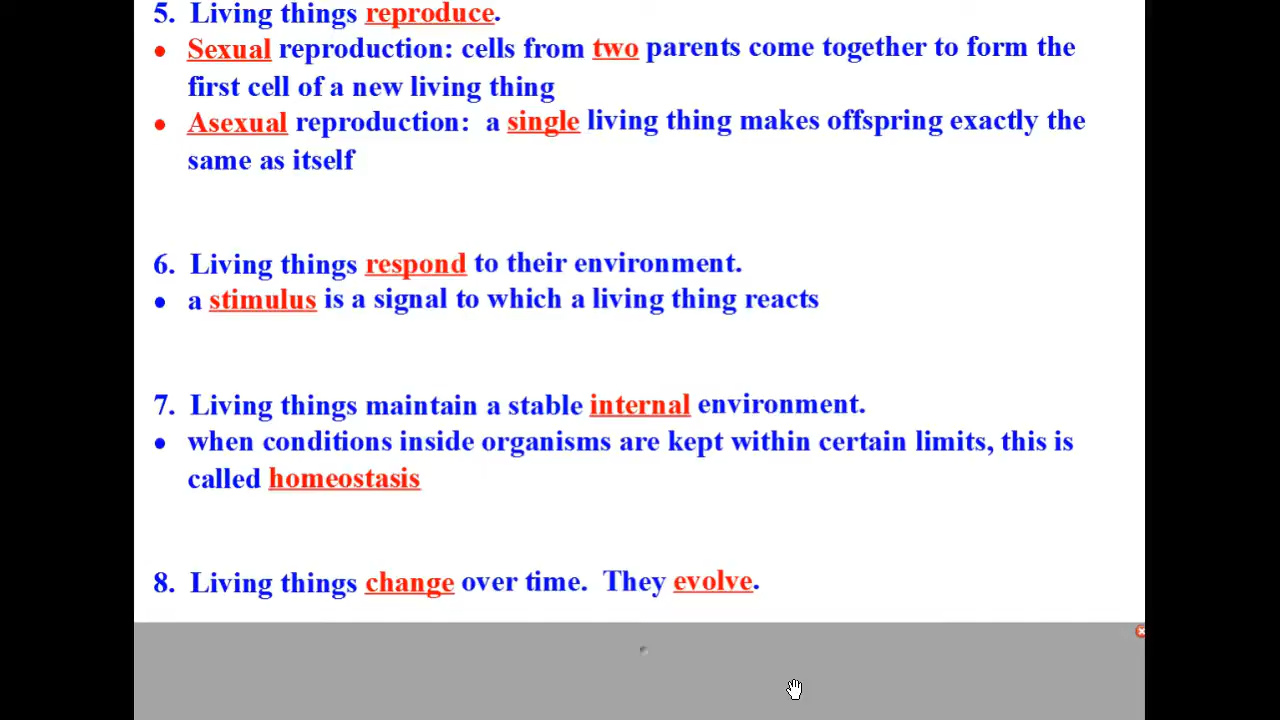 5. Living things reproduce.
• Sexual reproduction: cells from two parents come together to form the
first cell of a new living thing
• Asexual reproduction: a single living thing makes offspring exactly the
same as itself
6. Living things respond to their environment.
• a stimulus is a signal to which a living thing reacts
7. Living things maintain a stable internal environment.
• when conditions inside organisms are kept within certain limits, this is
called homeostasis
8. Living things change over time. They evolve.